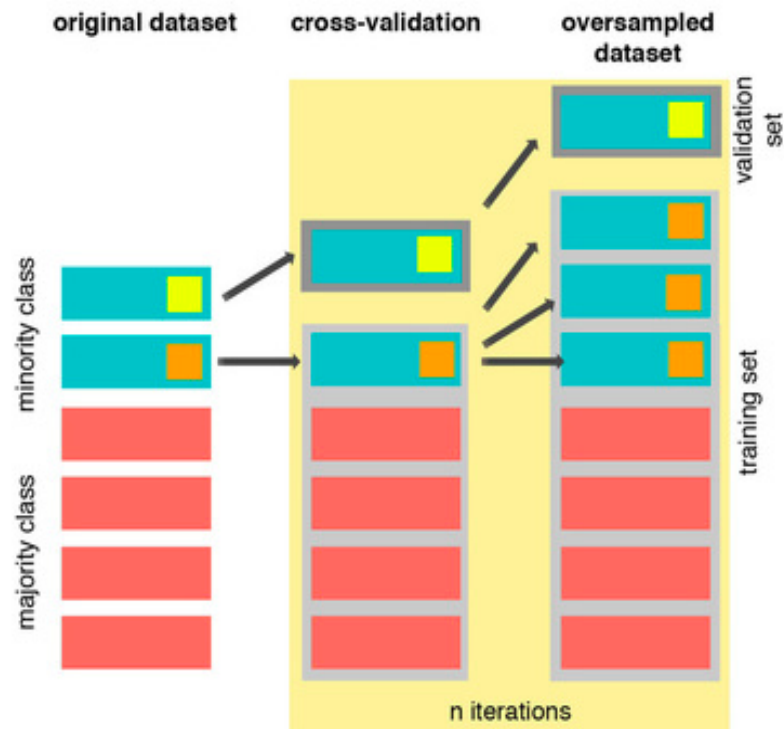 original dataset
cross-validation
oversampled
dataset
validation
set
minority class
majority class
training set
n iterations